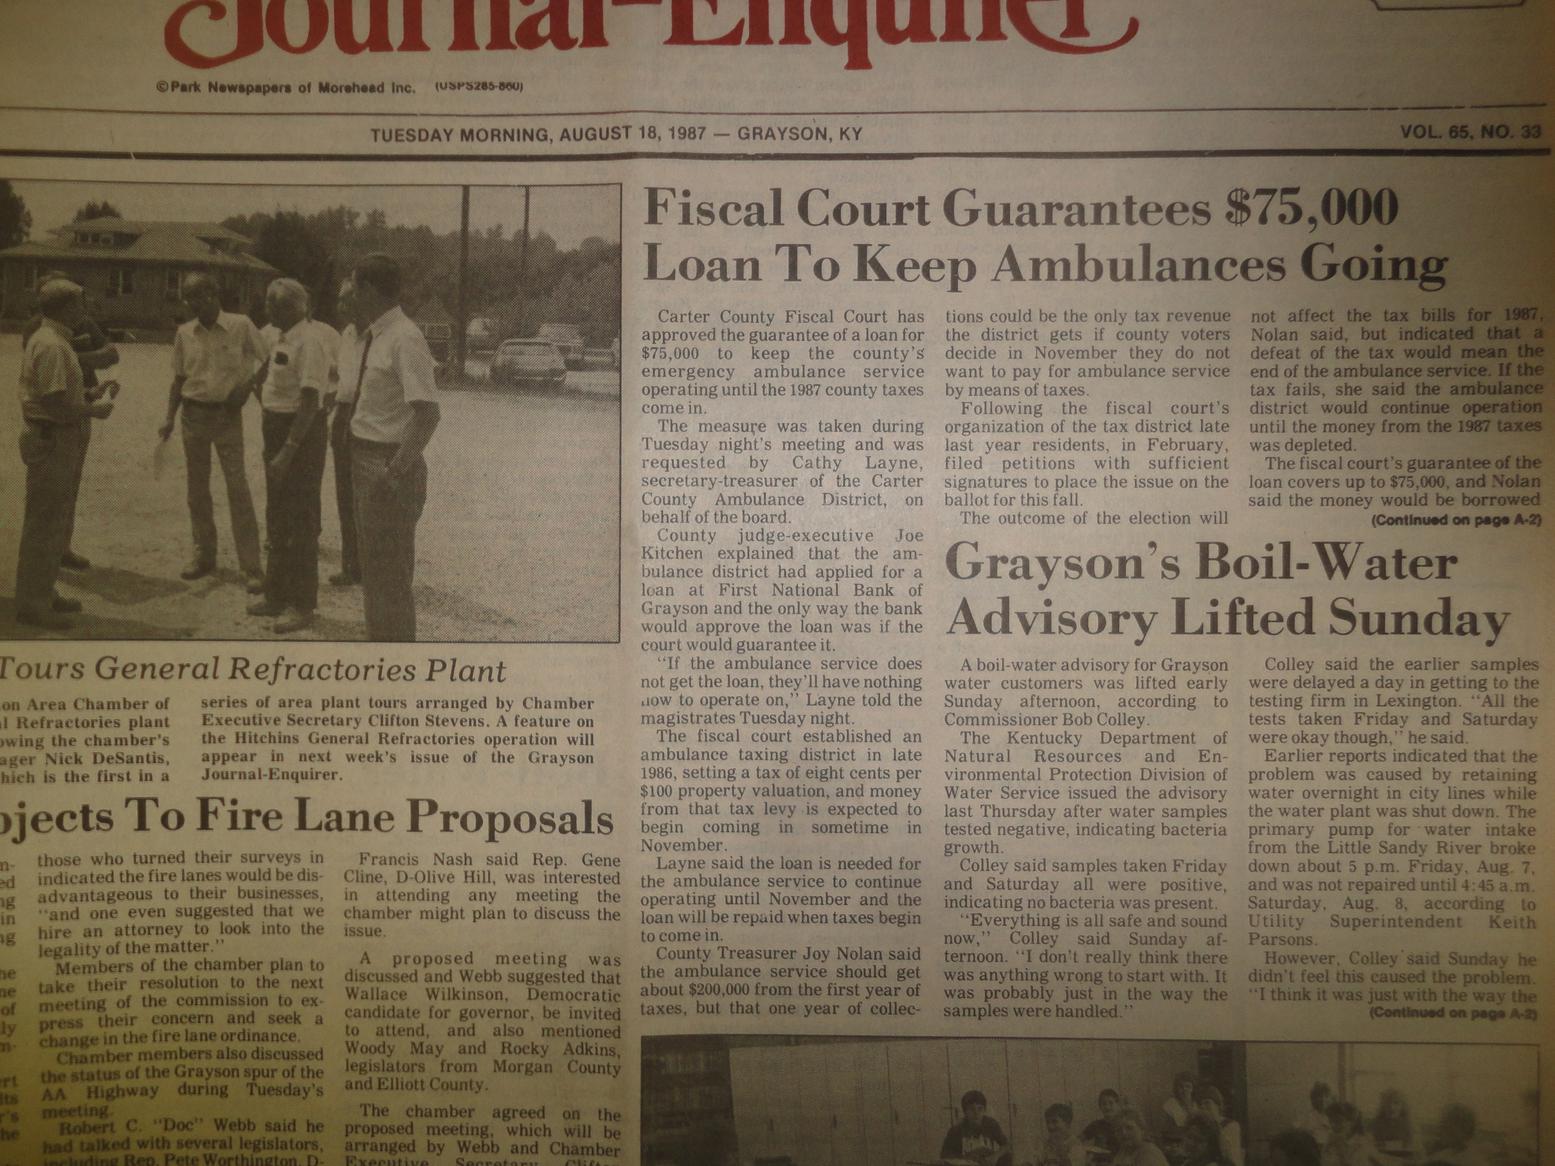 Journal-Enquirer
©Park Newspapers of Morehead Inc. (USPS285-860)
TUESDAY MORNING, AUGUST 18, 1987 — GRAYSON, KY
VOL. 65, NO. 33
Tours General Refractories Plant
on Area Chamber of
l Refractories plant
owing the chamber's
ager Nick DeSantis,
hich is the first in a
series of area plant tours arranged by Chamber
Executive Secretary Clifton Stevens. A feature on
the Hitchins General Refractories operation will
appear in next week's issue of the Grayson
Journal-Enquirer.
bjects To Fire Lane Proposals
those who turned their surveys in
indicated the fire lanes would be dis-
advantageous to their businesses,
"and one even suggested that we
hire an attorney to look into the
legality of the matter."
Members of the chamber plan to
take their resolution to the next
meeting of the commission to ex-
press their concern and seek a
change in the fire lane ordinance.
Chamber members also discussed
the status of the Grayson spur of the
AA Highway during Tuesday's
meeting.
Robert C. "Doc" Webb said he
had talked with several legislators,
including Rep. Pete Worthington, D-
Francis Nash said Rep. Gene
Cline, D-Olive Hill, was interested
in attending any meeting the
chamber might plan to discuss the
issue.
A proposed meeting was
discussed and Webb suggested that
Wallace Wilkinson, Democratic
candidate for governor, be invited
to attend, and also mentioned
Woody May and Rocky Adkins,
legislators from Morgan County
and Elliott County.
The chamber agreed on the
proposed meeting, which will be
arranged by Webb and Chamber
Executive Secretary
Fiscal Court Guarantees $75,000
Loan To Keep Ambulances Going
Carter County Fiscal Court has
approved the guarantee of a loan for
$75,000 to keep the county's
emergency ambulance service
operating until the 1987 county taxes
come in.
The measure was taken during
Tuesday night's meeting and was
requested by Cathy Layne,
secretary-treasurer of the Carter
County Ambulance District, on
behalf of the board.
County judge-executive Joe
Kitchen explained that the am-
bulance district had applied for a
loan at First National Bank of
Grayson and the only way the bank
would approve the loan was if the
court would guarantee it.
"If the ambulance service does
not get the loan, they'll have nothing
now to operate on," Layne told the
magistrates Tuesday night.
The fiscal court established an
ambulance taxing district in late
1986, setting a tax of eight cents per
$100 property valuation, and money
from that tax levy is expected to
begin coming in sometime in
November.
Layne said the loan is needed for
the ambulance service to continue
operating until November and the
loan will be repaid when taxes begin
to come in.
County Treasurer Joy Nolan said
the ambulance service should get
about $200,000 from the first year of
taxes, but that one year of collec-
tions could be the only tax revenue
the district gets if county voters
decide in November they do not
want to pay for ambulance service
by means of taxes.
Following the fiscal court's
organization of the tax district late
last year residents, in February,
filed petitions with sufficient
signatures to place the issue on the
ballot for this fall.
The outcome of the election will
not affect the tax bills for 1987,
Nolan said, but indicated that a
defeat of the tax would mean the
end of the ambulance service. If the
tax fails, she said the ambulance
district would continue operation
until the money from the 1987 taxes
was depleted.
The fiscal court's guarantee of the
loan covers up to $75,000, and Nolan
said the money would be borrowed
(Continued on page A-2)
Grayson's Boil-Water
Advisory Lifted Sunday
A boil-water advisory for Grayson
water customers was lifted early
Sunday afternoon, according to
Commissioner Bob Colley.
The Kentucky Department of
Natural Resources and En-
vironmental Protection Division of
Water Service issued the advisory
last Thursday after water samples
tested negative, indicating bacteria
growth.
Colley said samples taken Friday
and Saturday all were positive,
indicating no bacteria was present.
"Everything is all safe and sound
now," Colley said Sunday af-
ternoon. "I don't really think there
was anything wrong to start with. It
was probably just in the way the
samples were handled."
Colley said the earlier samples
were delayed a day in getting to the
testing firm in Lexington. "All the
tests taken Friday and Saturday
were okay though," he said.
Earlier reports indicated that the
problem was caused by retaining
water overnight in city lines while
the water plant was shut down. The
primary pump for water intake
from the Little Sandy River broke
down about 5 p.m. Friday, Aug. 7,
and was not repaired until 4:45 a.m.
Saturday, Aug. 8, according to
Utility Superintendent Keith
Parsons.
However, Colley said Sunday he
didn't feel this caused the problem.
"I think it was just with the way the
(Continued on page A-2)